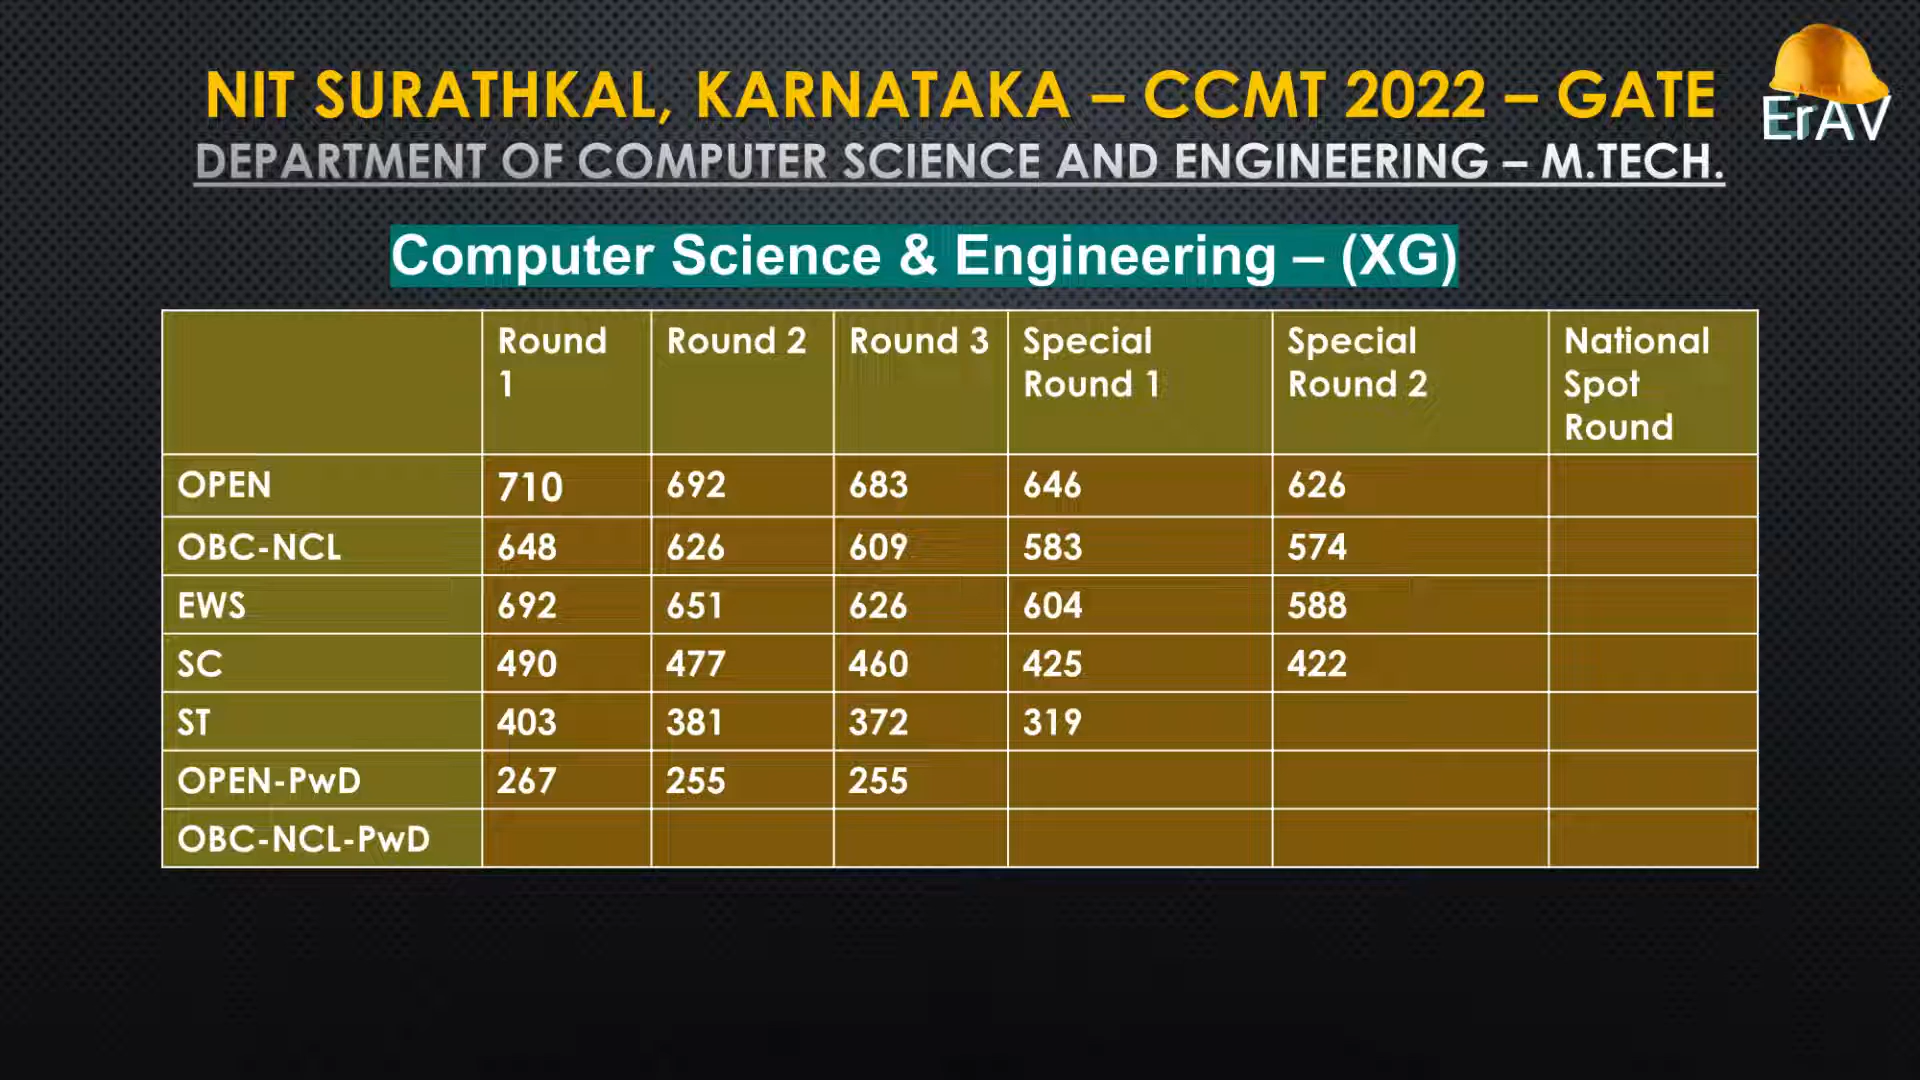 NIT SURATHKAL, KARNATAKA – CCMT 2022 – GATE
ErAV
DEPARTMENT OF COMPUTER SCIENCE AND ENGINEERING – M.TECH.
Computer Science & Engineering – (XG)
Round 1 Round 2 Round 3 Special Round 1 Special Round 2 National Spot Round
OPEN 710 692 683 646 626
OBC-NCL 648 626 609 583 574
EWS 692 651 626 604 588
SC 490 477 460 425 422
ST 403 381 372 319
OPEN-PwD 267 255 255
OBC-NCL-PwD